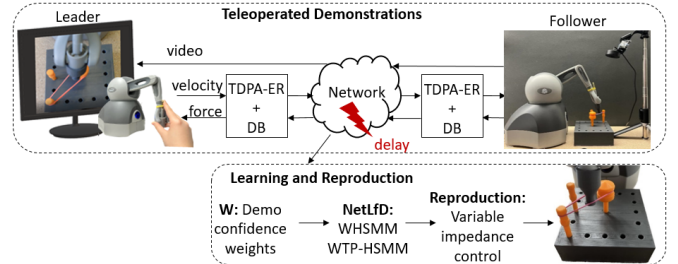 Teleoperated Demonstrations
Leader
Follower
video
velocity
force
TDPA-ER
+
DB
Network
delay
TDPA-ER
+
DB
Learning and Reproduction
W: Demo
confidence
weights
NetLfD:
WHSMM
WTP-HSMM
Reproduction:
Variable
impedance
control